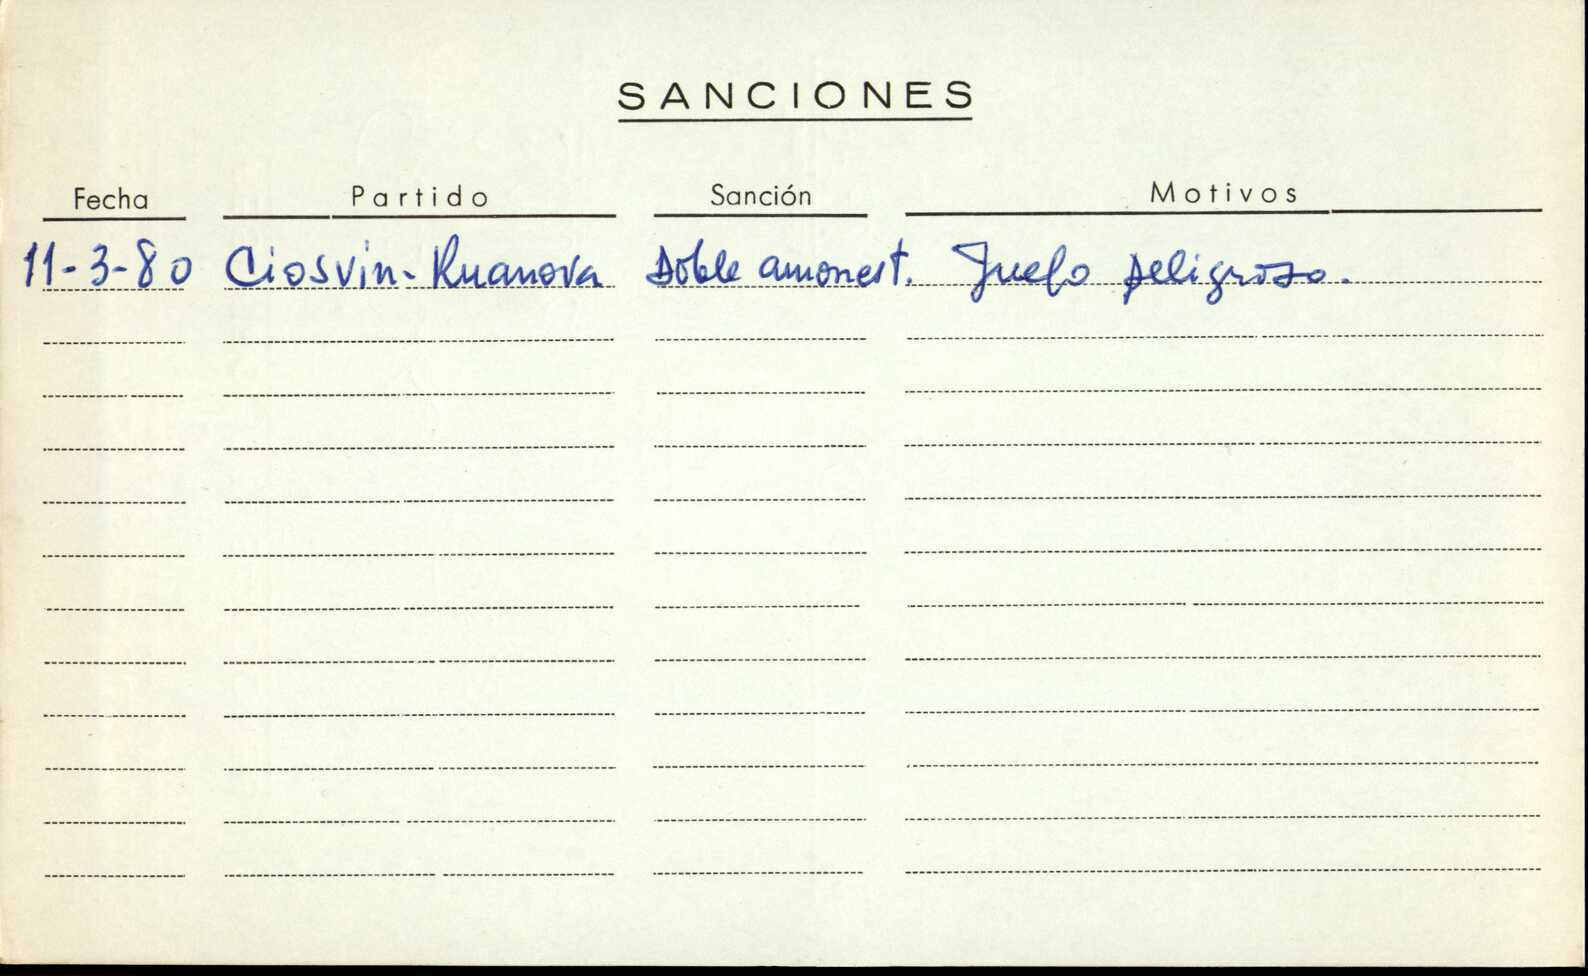 SANCIONES
Fecha Partido Sanción Motivos
11-3-80 Ciosvin-Ruanova Doble amonest. Juego peligroso.